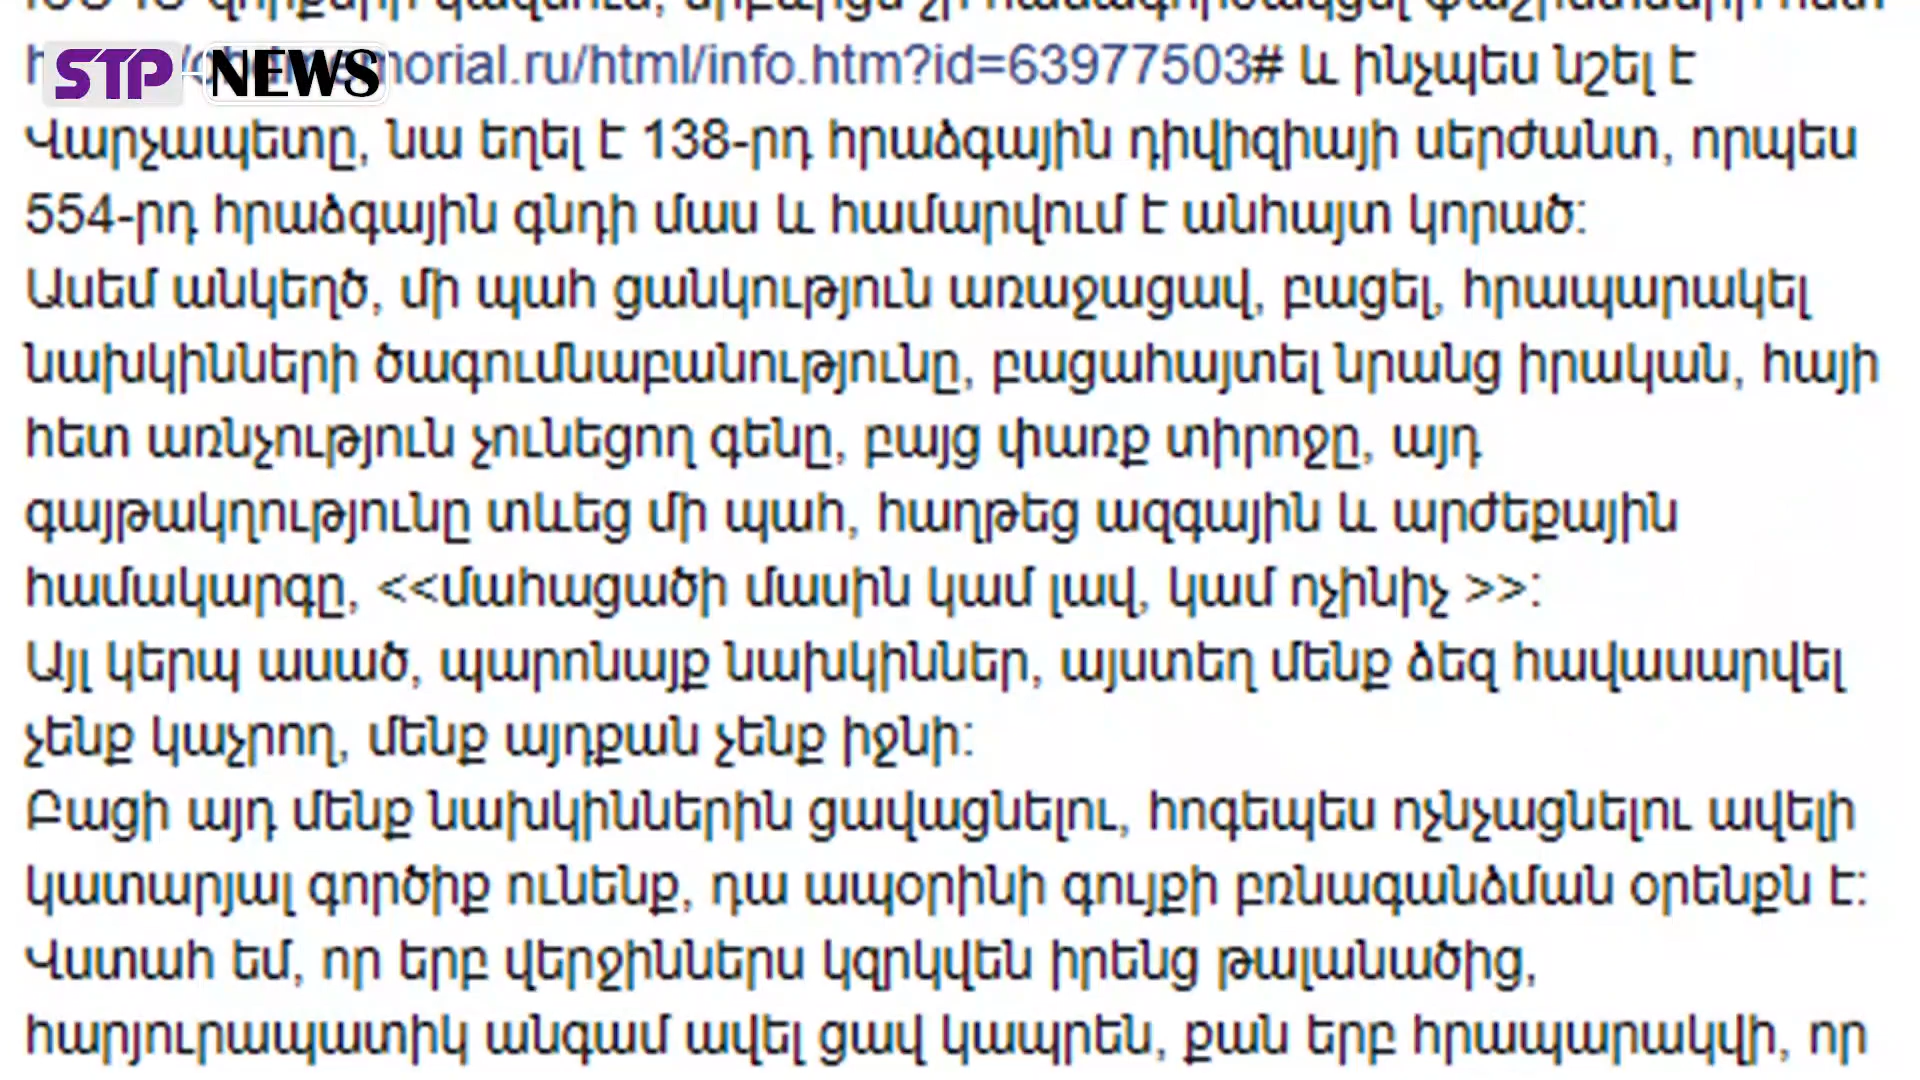 STP NEWS
morial.ru/html/info.htm?id=63977503# և ինչպես նշել է
Վարչապետը, նա եղել է 138-րդ հրաձգային դիվիզիայի սերժանտ, որպես
554-րդ հրաձգային գնդի մաս և համարվում է անհայտ կորած:
Ասեմ անկեղծ, մի պահ ցանկություն առաջացավ, բացել, հրապարակել
նախկինների ծագումնաբանությունը, բացահայտել նրանց իրական, հայի
հետ առնչություն չունեցող գենը, բայց փառք տիրոջը, այդ
գայթակղությունը տևեց մի պահ, հաղթեց ազգային և արժեքային
համակարգը, <<մահացածի մասին կամ լավ, կամ ոչինիչ >>:
Այլ կերպ ասած, պարոնայք նախկիններ, այստեղ մենք ձեզ հավասարվել
չենք կաչրող, մենք այդքան չենք իջնի:
Բացի այդ մենք նախկիններին ցավացնելու, հոգեպես ոչնչացնելու ավելի
կատարյալ գործիք ունենք, դա ապօրինի գույքի բռնագանձման օրենքն է:
Վստահ եմ, որ երբ վերջիններս կզրկվեն իրենց թալանածից,
հարյուրապատիկ անգամ ավել ցավ կապրեն, քան երբ հրապարակվի, որ